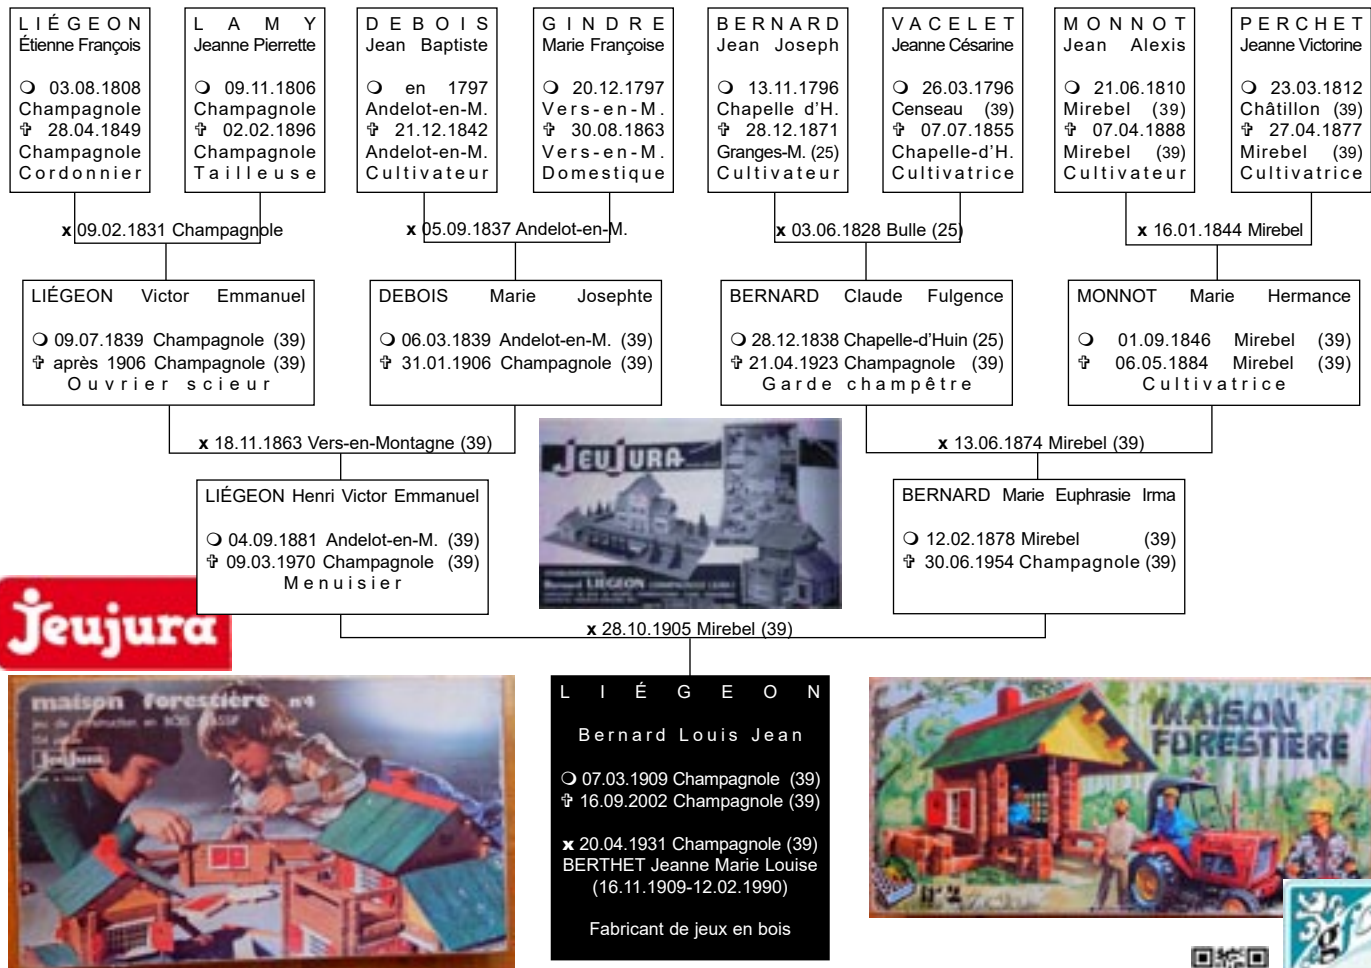 LIÉGEON
Étienne François
❍ 03.08.1808
Champagnole
✞ 28.04.1849
Champagnole
Cordonnier
LAMY
Jeanne Pierrette
❍ 09.11.1806
Champagnole
✞ 02.02.1896
Champagnole
Tailleuse
DEBOIS
Jean Baptiste
❍ en 1797
Andelot-en-M.
✞ 21.12.1842
Andelot-en-M.
Cultivateur
GINDRE
Marie Françoise
❍ 20.12.1797
Vers-en-M.
✞ 30.08.1863
Vers-en-M.
Domestique
BERNARD
Jean Joseph
❍ 13.11.1796
Chapelle d'H.
✞ 28.12.1871
Granges-M. (25)
Cultivateur
VACELET
Jeanne Césarine
❍ 26.03.1796
Censeau (39)
✞ 07.07.1855
Chapelle-d'H.
Cultivatrice
MONNOT
Jean Alexis
❍ 21.06.1810
Mirebel (39)
✞ 07.04.1888
Mirebel (39)
Cultivateur
PERCHET
Jeanne Victorine
❍ 23.03.1812
Châtillon (39)
✞ 27.04.1877
Mirebel (39)
Cultivatrice
x 09.02.1831 Champagnole
x 05.09.1837 Andelot-en-M.
x 03.06.1828 Bulle (25)
x 16.01.1844 Mirebel
LIÉGEON Victor Emmanuel
❍ 09.07.1839 Champagnole (39)
✞ après 1906 Champagnole (39)
Ouvrier scieur
DEBOIS Marie Josephte
❍ 06.03.1839 Andelot-en-M. (39)
✞ 31.01.1906 Champagnole (39)
BERNARD Claude Fulgence
❍ 28.12.1838 Chapelle-d'Huin (25)
✞ 21.04.1923 Champagnole (39)
Garde champêtre
MONNOT Marie Hermance
❍ 01.09.1846 Mirebel (39)
✞ 06.05.1884 Mirebel (39)
Cultivatrice
x 18.11.1863 Vers-en-Montagne (39)
x 13.06.1874 Mirebel (39)
LIÉGEON Henri Victor Emmanuel
❍ 04.09.1881 Andelot-en-M. (39)
✞ 09.03.1970 Champagnole (39)
Menuisier
JEUJURA
Bernard LIEGEON
BERNARD Marie Euphrasie Irma
❍ 12.02.1878 Mirebel (39)
✞ 30.06.1954 Champagnole (39)
Jeujura
x 28.10.1905 Mirebel (39)
maison forestière n°4
jeu de construction en BOIS
JeuJura
LIÉGEON
Bernard Louis Jean
❍ 07.03.1909 Champagnole (39)
✞ 16.09.2002 Champagnole (39)
x 20.04.1931 Champagnole (39)
BERTHET Jeanne Marie Louise
(16.11.1909-12.02.1990)
Fabricant de jeux en bois
MAISON
FORESTIERE
N°2